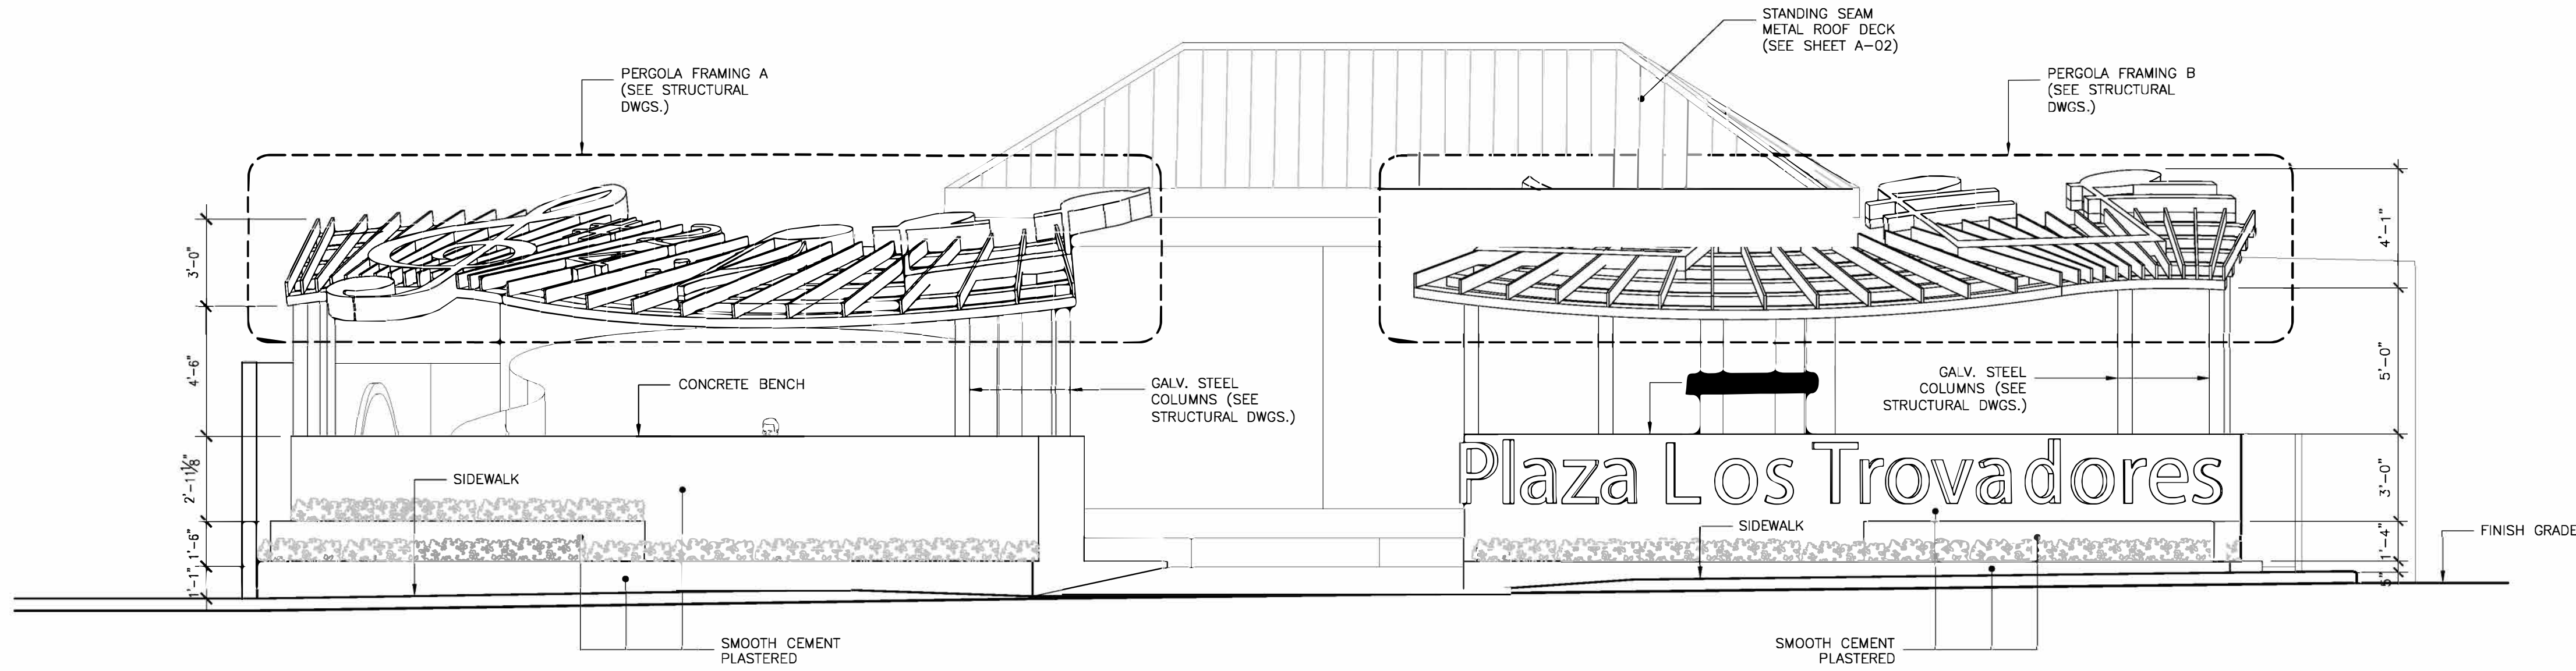 STANDING SEAM
METAL ROOF DECK
(SEE SHEET A-02)
PERGOLA FRAMING A
(SEE STRUCTURAL
DWGS.)
PERGOLA FRAMING B
(SEE STRUCTURAL
DWGS.)
3'-0"
4'-6"
2'-11⅛"
1'-6"
1'-1"
4'-1"
5'-0"
3'-0"
1'-4"
5"
CONCRETE BENCH
GALV. STEEL
COLUMNS (SEE
STRUCTURAL DWGS.)
GALV. STEEL
COLUMNS (SEE
STRUCTURAL DWGS.)
Plaza Los Trovadores
SIDEWALK
SIDEWALK
FINISH GRADE
SMOOTH CEMENT
PLASTERED
SMOOTH CEMENT
PLASTERED